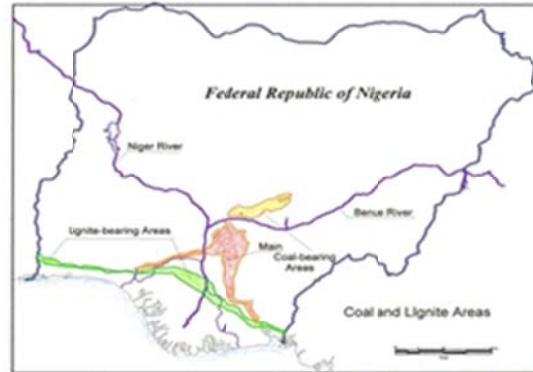 Federal Republic of Nigeria
Niger River
Benue River
Lignite-bearing Areas
Main
Coal-bearing
Areas
Coal and LIgnite Areas